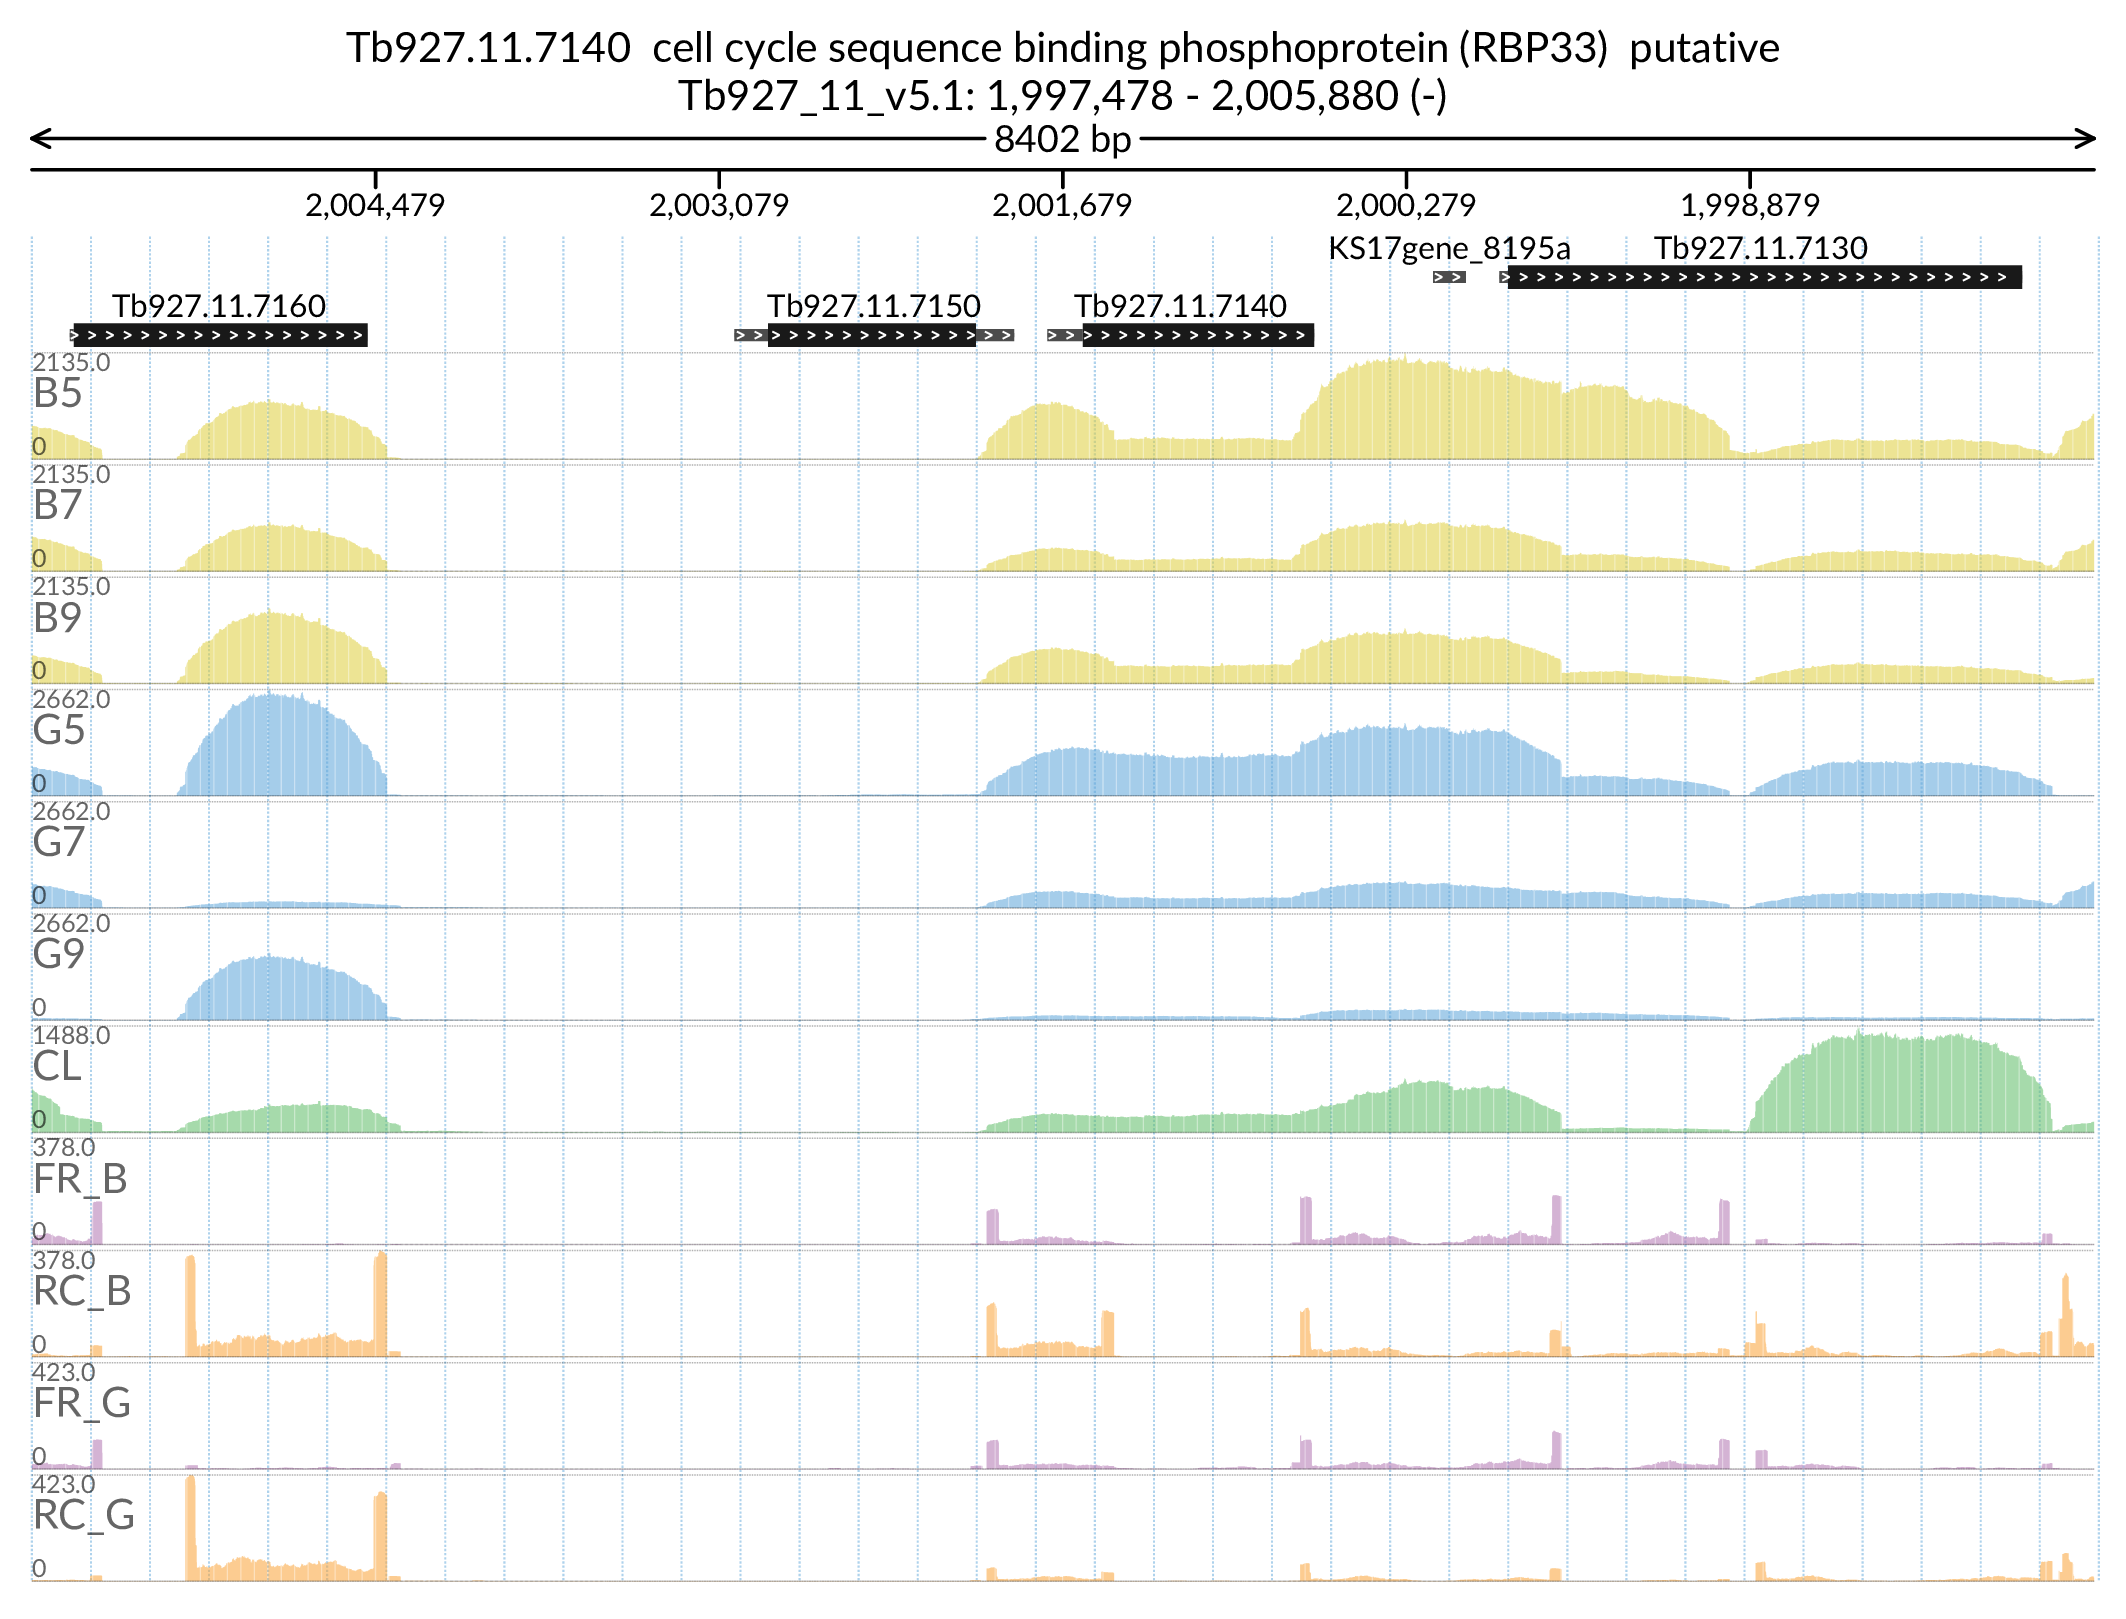 Tb927.11.7140  cell cycle sequence binding phosphoprotein (RBP33)  putative
Tb927_11_v5.1: 1,997,478 - 2,005,880 (-)
8402 bp
2,004,479 2,003,079 2,001,679 2,000,279 1,998,879
KS17gene_8195a Tb927.11.7130
Tb927.11.7160 Tb927.11.7150 Tb927.11.7140
2135.0
B5
0
2135.0
B7
0
2135.0
B9
0
2662.0
G5
0
2662.0
G7
0
2662.0
G9
0
1488.0
CL
0
378.0
FR_B
0
378.0
RC_B
0
423.0
FR_G
0
423.0
RC_G
0